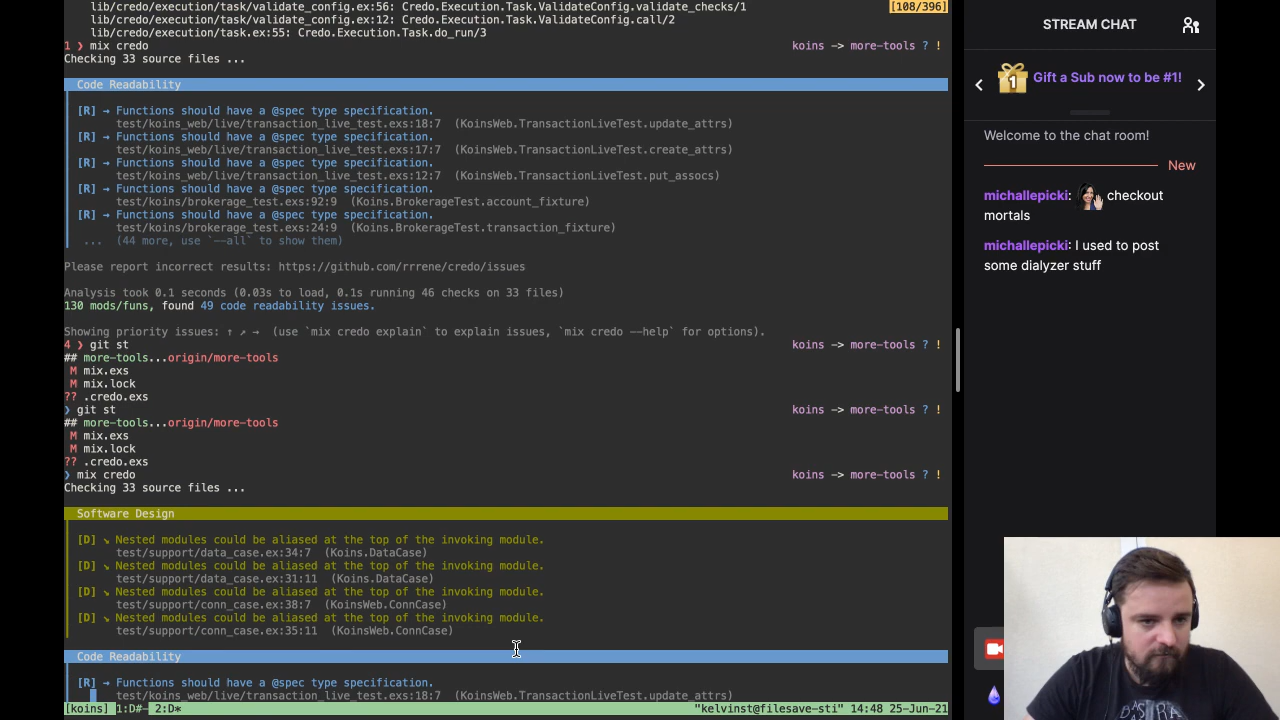 lib/credo/execution/task/validate_config.ex:56: Credo.Execution.Task.ValidateConfig.validate_checks/1 [108/396]
lib/credo/execution/task/validate_config.ex:12: Credo.Execution.Task.ValidateConfig.call/2
lib/credo/execution/task.ex:55: Credo.Execution.Task.do_run/3
1 ❯ mix credo koins -> more-tools ? !
Checking 33 source files ...
Code Readability
[R] → Functions should have a @spec type specification.
test/koins_web/live/transaction_live_test.exs:18:7 (KoinsWeb.TransactionLiveTest.update_attrs)
[R] → Functions should have a @spec type specification.
test/koins_web/live/transaction_live_test.exs:17:7 (KoinsWeb.TransactionLiveTest.create_attrs)
[R] → Functions should have a @spec type specification.
test/koins_web/live/transaction_live_test.exs:12:7 (KoinsWeb.TransactionLiveTest.put_assocs)
[R] → Functions should have a @spec type specification.
test/koins/brokerage_test.exs:92:9 (Koins.BrokerageTest.account_fixture)
[R] → Functions should have a @spec type specification.
test/koins/brokerage_test.exs:24:9 (Koins.BrokerageTest.transaction_fixture)
... (44 more, use `--all` to show them)
Please report incorrect results: https://github.com/rrrene/credo/issues
Analysis took 0.1 seconds (0.03s to load, 0.1s running 46 checks on 33 files)
130 mods/funs, found 49 code readability issues.
Showing priority issues: ↑ ↗ → (use `mix credo explain` to explain issues, `mix credo --help` for options).
4 ❯ git st koins -> more-tools ? !
## more-tools...origin/more-tools
M mix.exs
M mix.lock
?? .credo.exs
❯ git st koins -> more-tools ? !
## more-tools...origin/more-tools
M mix.exs
M mix.lock
?? .credo.exs
❯ mix credo koins -> more-tools ? !
Checking 33 source files ...
Software Design
[D] ↘ Nested modules could be aliased at the top of the invoking module.
test/support/data_case.ex:34:7 (Koins.DataCase)
[D] ↘ Nested modules could be aliased at the top of the invoking module.
test/support/data_case.ex:31:11 (Koins.DataCase)
[D] ↘ Nested modules could be aliased at the top of the invoking module.
test/support/conn_case.ex:38:7 (KoinsWeb.ConnCase)
[D] ↘ Nested modules could be aliased at the top of the invoking module.
test/support/conn_case.ex:35:11 (KoinsWeb.ConnCase)
Code Readability
[R] → Functions should have a @spec type specification.
test/koins_web/live/transaction_live_test.exs:18:7 (KoinsWeb.TransactionLiveTest.update_attrs)
[koins] 1:D#- 2:D* "kelvinst@filesave-sti" 14:48 25-Jun-21
STREAM CHAT
1
Gift a Sub now to be #1!
Welcome to the chat room!
New
michallepicki: checkout
mortals
michallepicki: I used to post
some dialyzer stuff